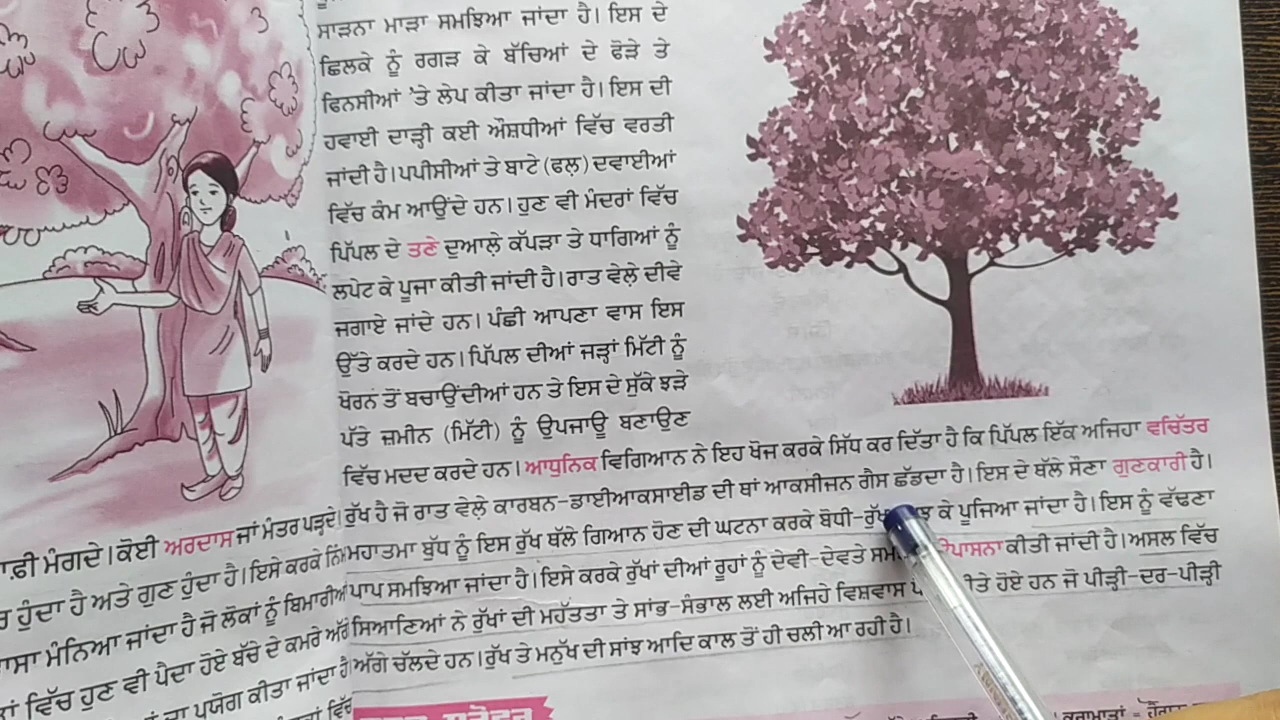 ਸਾੜਨਾ ਮਾੜਾ ਸਮਝਿਆ ਜਾਂਦਾ ਹੈ। ਇਸ ਦੇ
ਛਿਲਕੇ ਨੂੰ ਰਗੜ ਕੇ ਬੱਚਿਆਂ ਦੇ ਫੋੜੇ ਤੇ
ਫਿਨਸੀਆਂ ’ਤੇ ਲੇਪ ਕੀਤਾ ਜਾਂਦਾ ਹੈ। ਇਸ ਦੀ
ਹਵਾਈ ਦਾੜ੍ਹੀ ਕਈ ਔਸ਼ਧੀਆਂ ਵਿੱਚ ਵਰਤੀ
ਜਾਂਦੀ ਹੈ। ਪਪੀਸੀਆਂ ਤੇ ਬਾਟੇ (ਫਲ) ਦਵਾਈਆਂ
ਵਿੱਚ ਕੰਮ ਆਉਂਦੇ ਹਨ। ਹੁਣ ਵੀ ਮੰਦਰਾਂ ਵਿੱਚ
ਪਿੱਪਲ ਦੇ ਤਣੇ ਦੁਆਲ਼ੇ ਕੱਪੜਾ ਤੇ ਧਾਗਿਆਂ ਨੂੰ
ਲਪੇਟ ਕੇ ਪੂਜਾ ਕੀਤੀ ਜਾਂਦੀ ਹੈ। ਰਾਤ ਵੇਲ਼ੇ ਦੀਵੇ
ਜਗਾਏ ਜਾਂਦੇ ਹਨ। ਪੰਛੀ ਆਪਣਾ ਵਾਸ ਇਸ
ਉੱਤੇ ਕਰਦੇ ਹਨ। ਪਿੱਪਲ ਦੀਆਂ ਜੜ੍ਹਾਂ ਮਿੱਟੀ ਨੂੰ
ਖੋਰਨ ਤੋਂ ਬਚਾਉਂਦੀਆਂ ਹਨ ਤੇ ਇਸ ਦੇ ਸੁੱਕੇ ਝੜੇ
ਪੱਤੇ ਜ਼ਮੀਨ (ਮਿੱਟੀ) ਨੂੰ ਉਪਜਾਊ ਬਣਾਉਣ
ਵਿੱਚ ਮਦਦ ਕਰਦੇ ਹਨ। ਆਧੁਨਿਕ ਵਿਗਿਆਨ ਨੇ ਇਹ ਖੋਜ ਕਰਕੇ ਸਿੱਧ ਕਰ ਦਿੱਤਾ ਹੈ ਕਿ ਪਿੱਪਲ ਇੱਕ ਅਜਿਹਾ ਵਚਿੱਤਰ
ਰੁੱਖ ਹੈ ਜੋ ਰਾਤ ਵੇਲ਼ੇ ਕਾਰਬਨ-ਡਾਈਆਕਸਾਈਡ ਦੀ ਥਾਂ ਆਕਸੀਜਨ ਗੈਸ ਛੱਡਦਾ ਹੈ। ਇਸ ਦੇ ਥੱਲੇ ਸੌਣਾ ਗੁਣਕਾਰੀ ਹੈ।
ਮਹਾਤਮਾ ਬੁੱਧ ਨੂੰ ਇਸ ਰੁੱਖ ਥੱਲੇ ਗਿਆਨ ਹੋਣ ਦੀ ਘਟਨਾ ਕਰਕੇ ਬੋਧੀ-ਰੁੱਖ ਕੇ ਪੂਜਿਆ ਜਾਂਦਾ ਹੈ। ਇਸ ਨੂੰ ਵੱਢਣਾ
ਪਾਪ ਸਮਝਿਆ ਜਾਂਦਾ ਹੈ। ਇਸੇ ਕਰਕੇ ਰੁੱਖਾਂ ਦੀਆਂ ਰੂਹਾਂ ਨੂੰ ਦੇਵੀ-ਦੇਵਤੇ ਕੀਤੀ ਜਾਂਦੀ ਹੈ। ਅਸਲ ਵਿੱਚ
ਸਿਆਣਿਆਂ ਨੇ ਰੁੱਖਾਂ ਦੀ ਮਹੱਤਤਾ ਤੇ ਸਾਂਭ-ਸੰਭਾਲ ਲਈ ਅਜਿਹੇ ਵਿਸ਼ਵਾਸ ਹੋਏ ਹਨ ਜੋ ਪੀੜ੍ਹੀ-ਦਰ-ਪੀੜ੍ਹੀ
ਅੱਗੇ ਚੱਲਦੇ ਹਨ। ਰੁੱਖ ਤੇ ਮਨੁੱਖ ਦੀ ਸਾਂਝ ਆਦਿ ਕਾਲ ਤੋਂ ਹੀ ਚਲੀ ਆ ਰਹੀ ਹੈ।
ਮੰਗਦੇ। ਕੋਈ ਅਰਦਾਸ ਜਾਂ ਮੰਤਰ ਪੜ੍ਹਦੇ।
ਹੁੰਦਾ ਹੈ ਅਤੇ ਗੁਣ ਹੁੰਦਾ ਹੈ। ਇਸੇ ਕਰਕੇ
ਮੰਨਿਆ ਜਾਂਦਾ ਹੈ ਜੋ ਲੋਕਾਂ ਨੂੰ ਬਿਮਾਰੀਆਂ
ਵਿੱਚ ਹੁਣ ਵੀ ਪੈਦਾ ਹੋਏ ਬੱਚੇ ਦੇ ਕਮਰੇ ਅੱਗੇ
ਦਾ ਪ੍ਰਯੋਗ ਕੀਤਾ ਜਾਂਦਾ ਹੈ